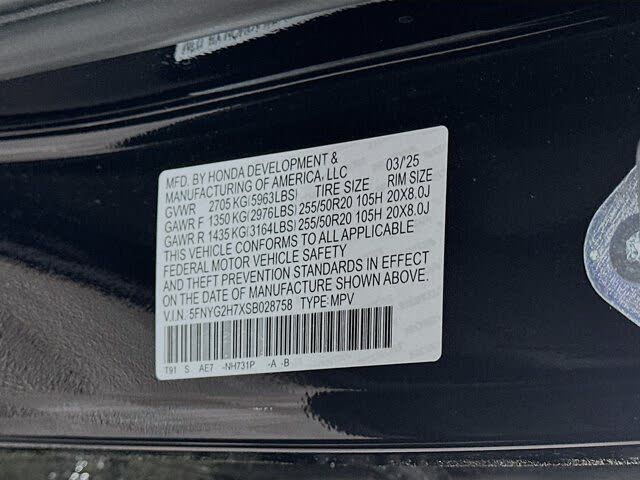 MFD. BY HONDA DEVELOPMENT & 03/'25
MANUFACTURING OF AMERICA, LLC
GVWR 2705 KG(5963LBS) TIRE SIZE RIM SIZE
GAWR F 1350 KG(2976LBS) 255/50R20 105H 20X8.0J
GAWR R 1435 KG(3164LBS) 255/50R20 105H 20X8.0J
THIS VEHICLE CONFORMS TO ALL APPLICABLE
FEDERAL MOTOR VEHICLE SAFETY
AND THEFT PREVENTION STANDARDS IN EFFECT
ON THE DATE OF MANUFACTURE SHOWN ABOVE.
V.I.N. 5FNYG2H7XSB028758 TYPE: MPV
T91 S AE7 -NH731P -A -B